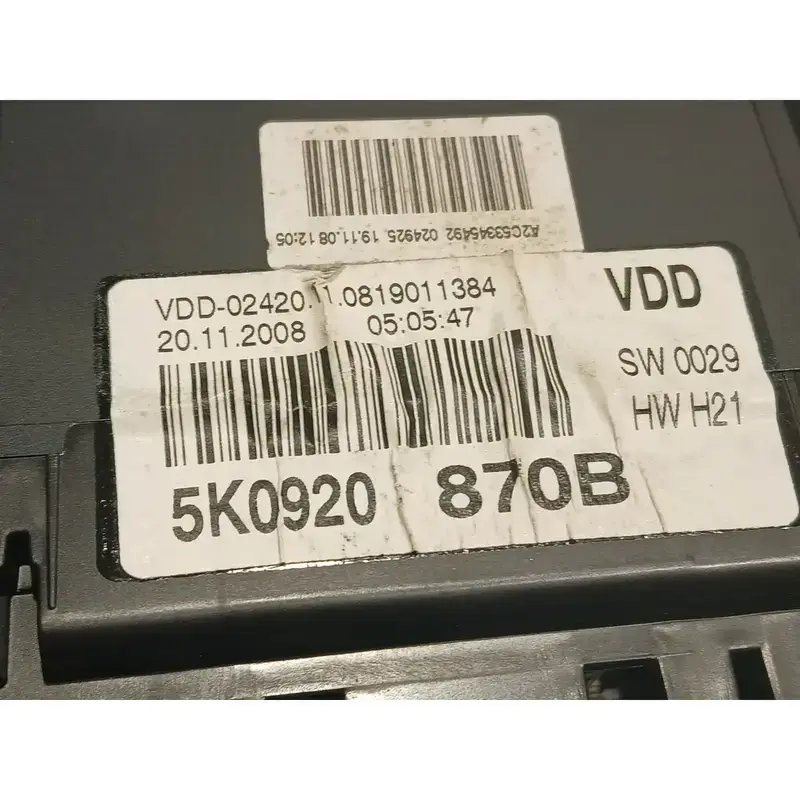 A2C53345492 024925 19.11.08 12:05
VDD-02420.11.0819011384 VDD
20.11.2008 05:05:47
SW 0029
HW H21
5K0920 870B